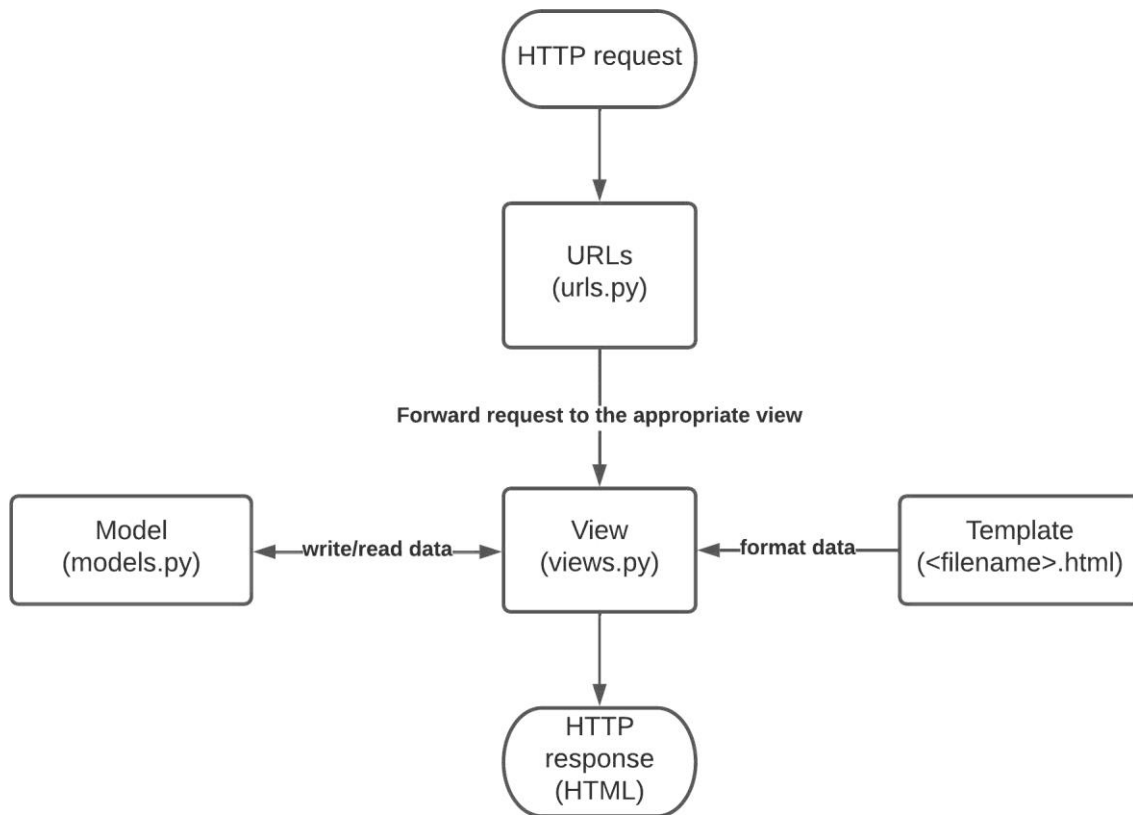 HTTP request
URLs
(urls.py)
Forward request to the appropriate view
Model
(models.py)
write/read data
View
(views.py)
format data
Template
(<filename>.html)
HTTP
response
(HTML)